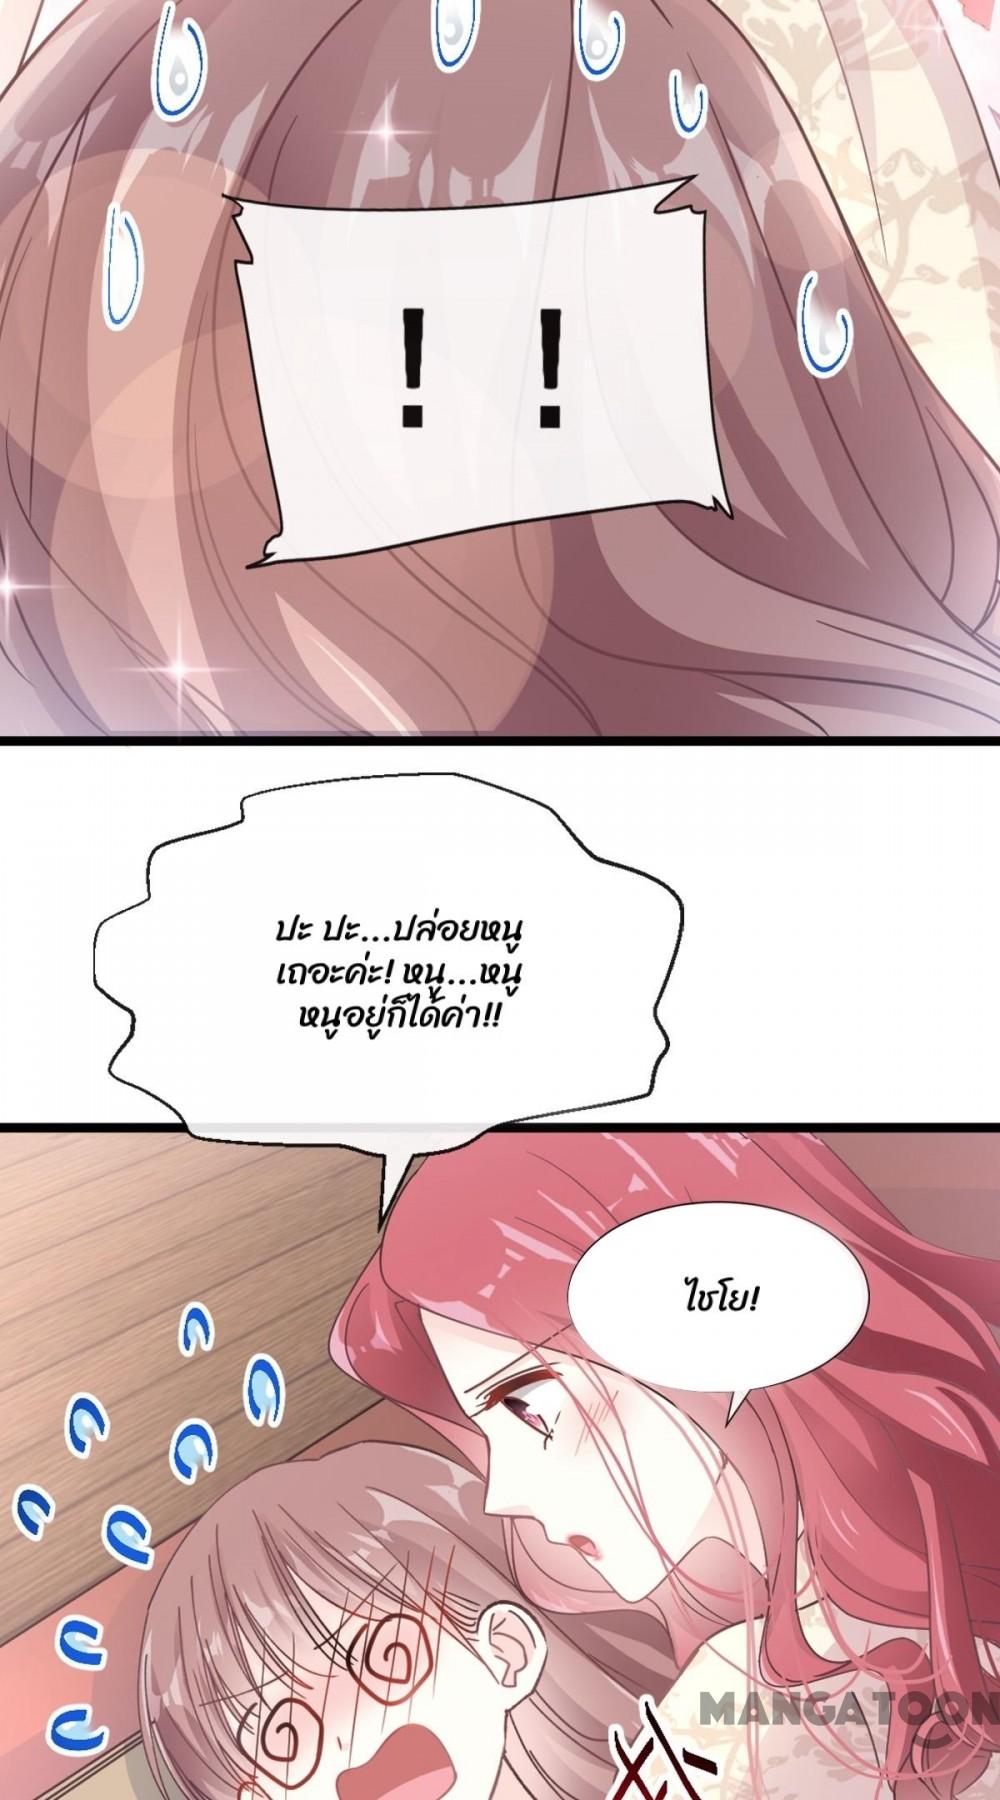 ! !
ปะ ปะ...ปล่อยหนู
เถอะค่ะ! หนู...หนู
หนูอยู่ก็ได้ค่า!!
ไชโย!
MANGATOON